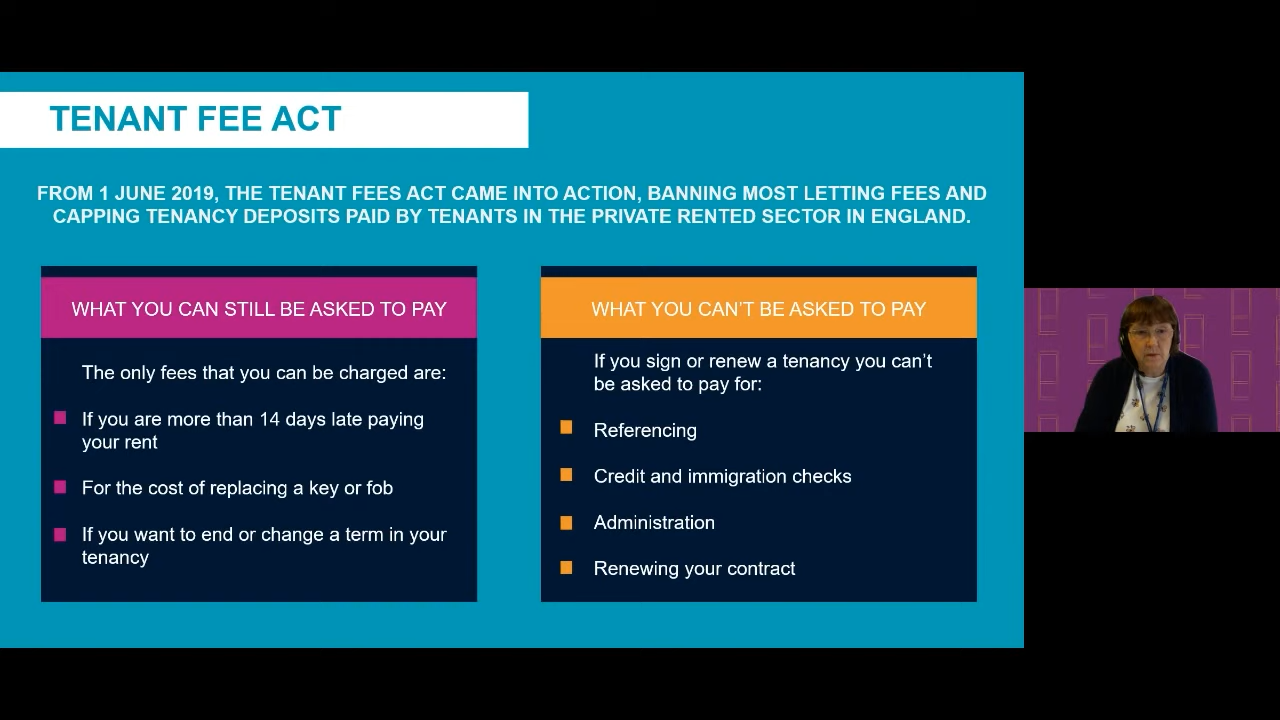 TENANT FEE ACT
FROM 1 JUNE 2019, THE TENANT FEES ACT CAME INTO ACTION, BANNING MOST LETTING FEES AND
CAPPING TENANCY DEPOSITS PAID BY TENANTS IN THE PRIVATE RENTED SECTOR IN ENGLAND.
WHAT YOU CAN STILL BE ASKED TO PAY
The only fees that you can be charged are:
If you are more than 14 days late paying
your rent
For the cost of replacing a key or fob
If you want to end or change a term in your
tenancy
WHAT YOU CAN'T BE ASKED TO PAY
If you sign or renew a tenancy you can't
be asked to pay for:
Referencing
Credit and immigration checks
Administration
Renewing your contract